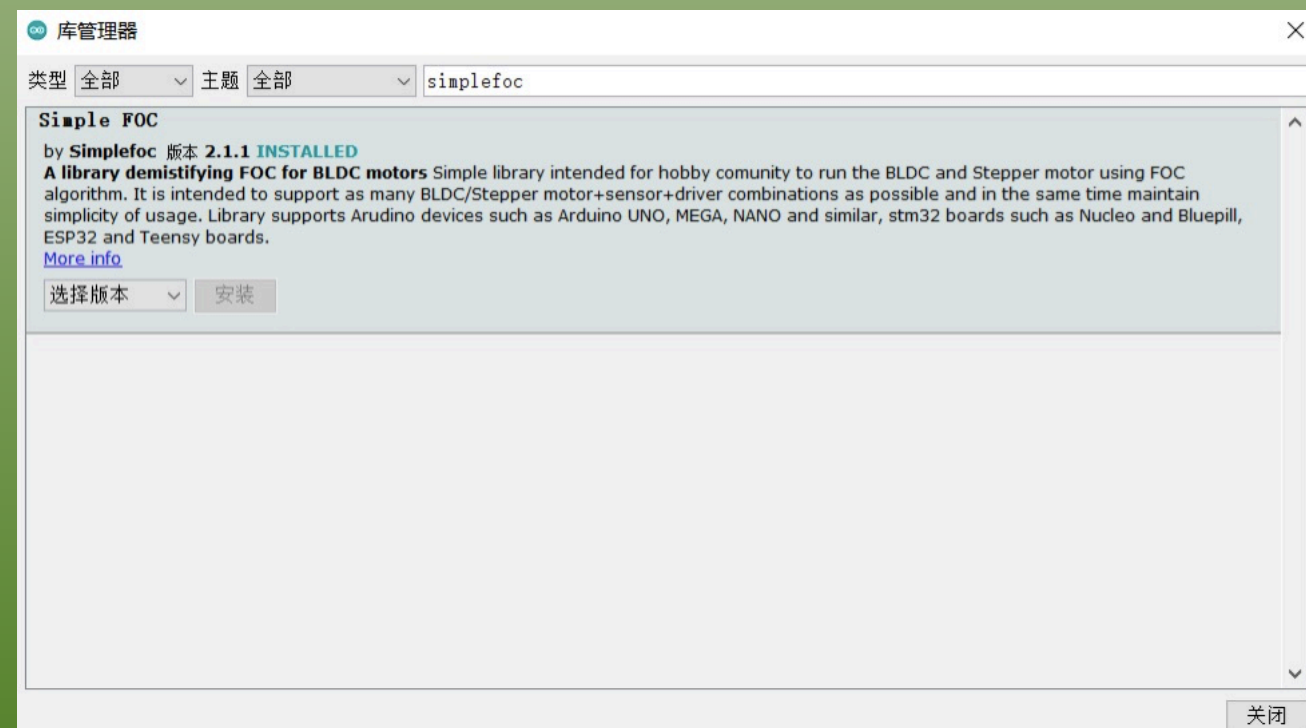 库管理器
类型 全部 主题 全部 simplefoc
Simple FOC
by Simplefoc 版本 2.1.1 INSTALLED
A library demistifying FOC for BLDC motors Simple library intended for hobby comunity to run the BLDC and Stepper motor using FOC
algorithm. It is intended to support as many BLDC/Stepper motor+sensor+driver combinations as possible and in the same time maintain
simplicity of usage. Library supports Arudino devices such as Arduino UNO, MEGA, NANO and similar, stm32 boards such as Nucleo and Bluepill,
ESP32 and Teensy boards.
More info
选择版本 安装
关闭